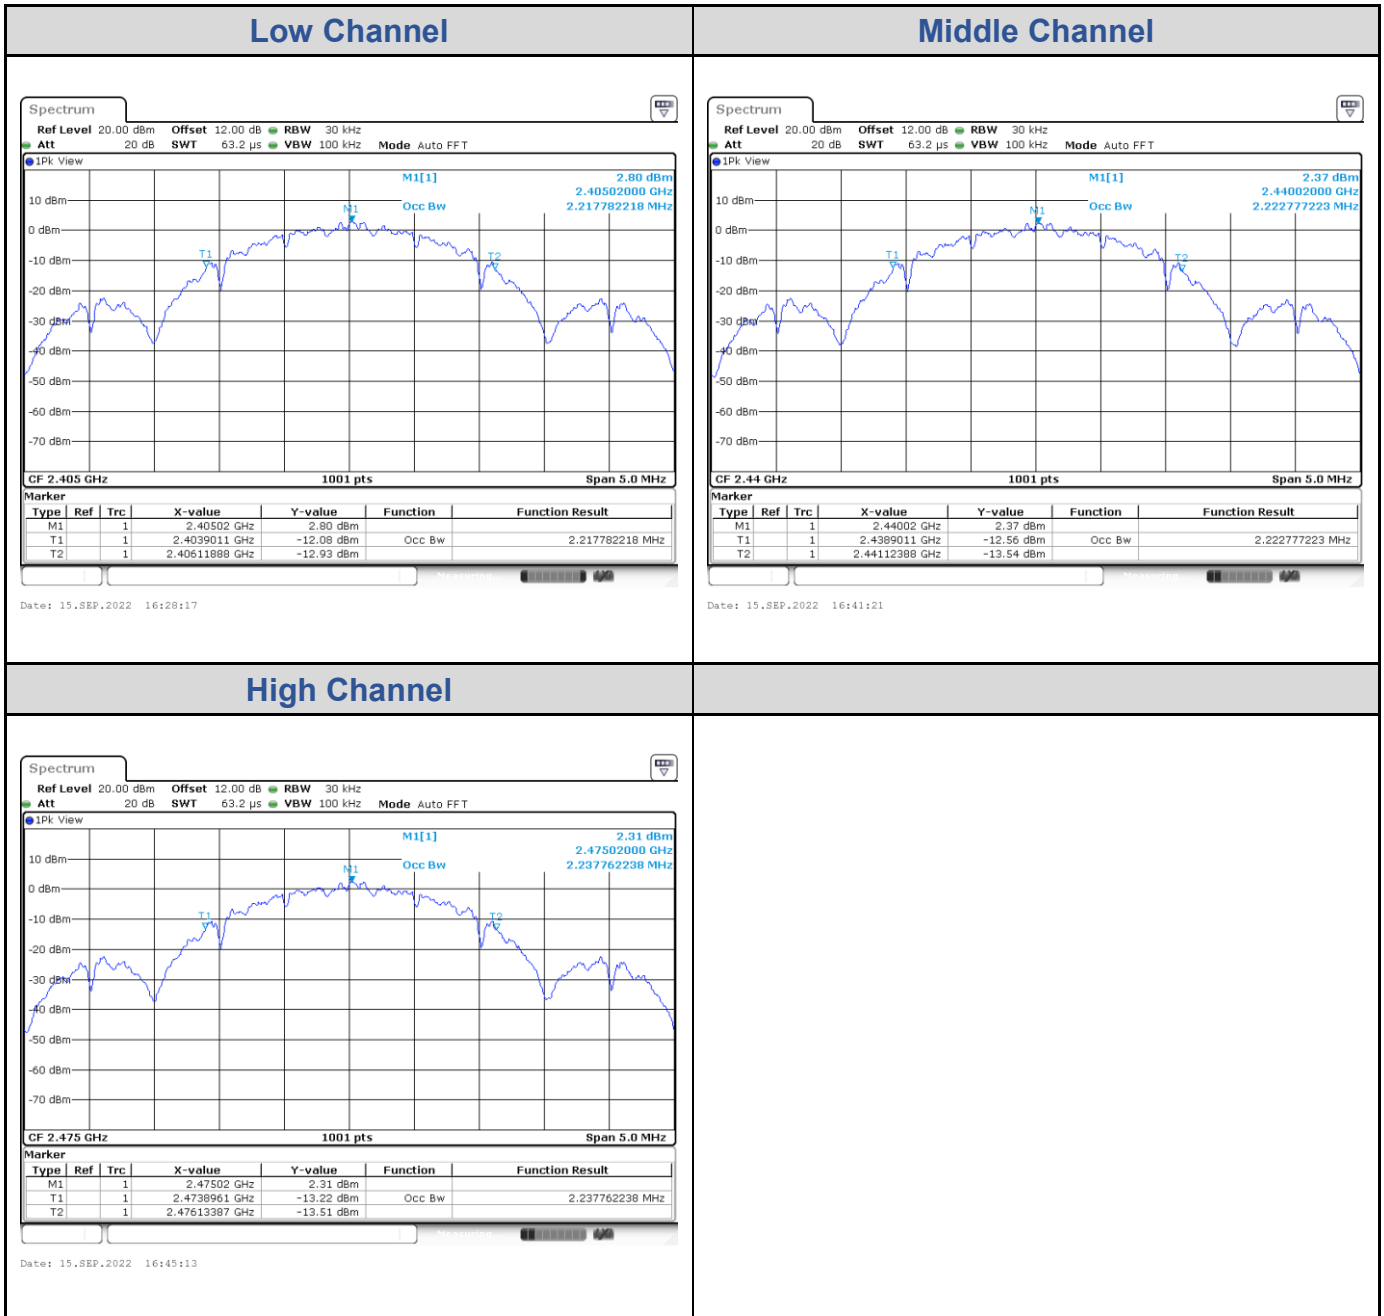 Low Channel
Middle Channel
Spectrum
Ref Level 20.00 dBm Offset 12.00 dB RBW 30 kHz
Att 20 dB SWT 63.2 µs VBW 100 kHz Mode Auto FFT
1Pk View
M1[1] 2.80 dBm
2.40502000 GHz
Occ Bw 2.217782218 MHz
M1
T1
T2
10 dBm
0 dBm
-10 dBm
-20 dBm
-30 dBm
-40 dBm
-50 dBm
-60 dBm
-70 dBm
CF 2.405 GHz 1001 pts Span 5.0 MHz
Marker
Type Ref Trc X-value Y-value Function Function Result
M1 1 2.40502 GHz 2.80 dBm
T1 1 2.4039011 GHz -12.08 dBm Occ Bw 2.217782218 MHz
T2 1 2.40611888 GHz -12.93 dBm
Measuring...
Date: 15.SEP.2022 16:28:17
Spectrum
Ref Level 20.00 dBm Offset 12.00 dB RBW 30 kHz
Att 20 dB SWT 63.2 µs VBW 100 kHz Mode Auto FFT
1Pk View
M1[1] 2.37 dBm
2.44002000 GHz
Occ Bw 2.222777223 MHz
M1
T1
T2
10 dBm
0 dBm
-10 dBm
-20 dBm
-30 dBm
-40 dBm
-50 dBm
-60 dBm
-70 dBm
CF 2.44 GHz 1001 pts Span 5.0 MHz
Marker
Type Ref Trc X-value Y-value Function Function Result
M1 1 2.44002 GHz 2.37 dBm
T1 1 2.4389011 GHz -12.56 dBm Occ Bw 2.222777223 MHz
T2 1 2.44112388 GHz -13.54 dBm
Measuring...
Date: 15.SEP.2022 16:41:21
High Channel
Spectrum
Ref Level 20.00 dBm Offset 12.00 dB RBW 30 kHz
Att 20 dB SWT 63.2 µs VBW 100 kHz Mode Auto FFT
1Pk View
M1[1] 2.31 dBm
2.47502000 GHz
Occ Bw 2.237762238 MHz
M1
T1
T2
10 dBm
0 dBm
-10 dBm
-20 dBm
-30 dBm
-40 dBm
-50 dBm
-60 dBm
-70 dBm
CF 2.475 GHz 1001 pts Span 5.0 MHz
Marker
Type Ref Trc X-value Y-value Function Function Result
M1 1 2.47502 GHz 2.31 dBm
T1 1 2.4738961 GHz -13.22 dBm Occ Bw 2.237762238 MHz
T2 1 2.47613387 GHz -13.51 dBm
Measuring...
Date: 15.SEP.2022 16:45:13